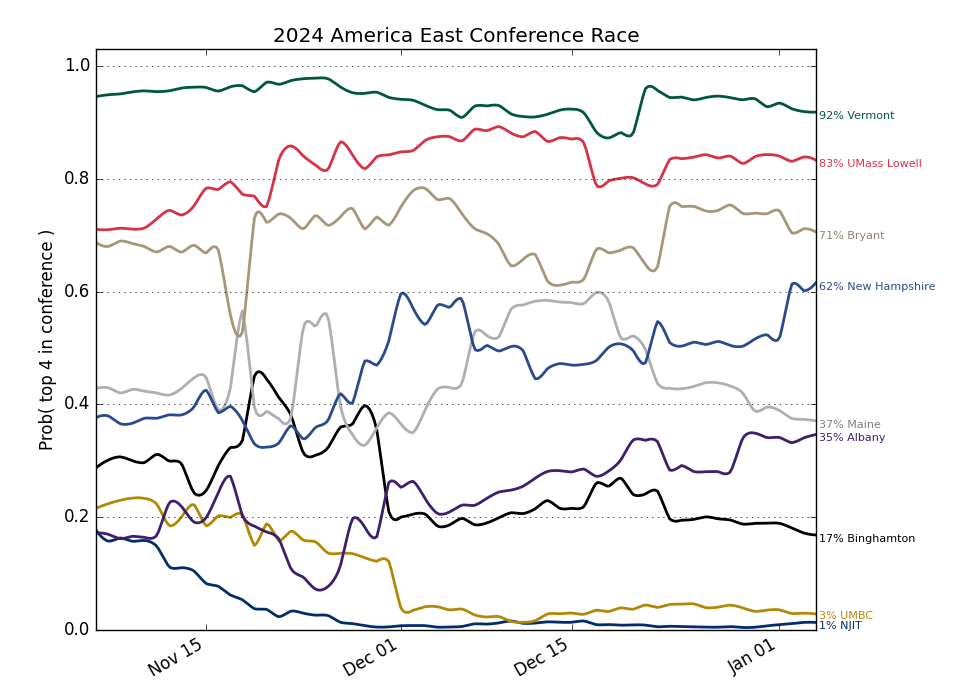 2024 America East Conference Race
Prob( top 4 in conference )
1.0
0.8
0.6
0.4
0.2
0.0
92% Vermont
83% UMass Lowell
71% Bryant
62% New Hampshire
37% Maine
35% Albany
17% Binghamton
3% UMBC
1% NJIT
Nov 15
Dec 01
Dec 15
Jan 01